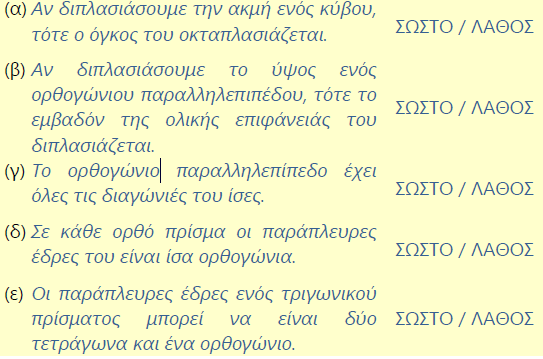 (α) Αν διπλασιάσουμε την ακμή ενός κύβου,
τότε ο όγκος του οκταπλασιάζεται.
ΣΩΣΤΟ / ΛΑΘΟΣ
(β) Αν διπλασιάσουμε το ύψος ενός
ορθογώνιου παραλληλεπιπέδου, τότε το
εμβαδόν της ολικής επιφάνειάς του
διπλασιάζεται.
ΣΩΣΤΟ / ΛΑΘΟΣ
(γ) Το ορθογώνιο παραλληλεπίπεδο έχει
όλες τις διαγώνιές του ίσες.
ΣΩΣΤΟ / ΛΑΘΟΣ
(δ) Σε κάθε ορθό πρίσμα οι παράπλευρες
έδρες του είναι ίσα ορθογώνια.
ΣΩΣΤΟ / ΛΑΘΟΣ
(ε) Οι παράπλευρες έδρες ενός τριγωνικού
πρίσματος μπορεί να είναι δύο
τετράγωνα και ένα ορθογώνιο.
ΣΩΣΤΟ / ΛΑΘΟΣ